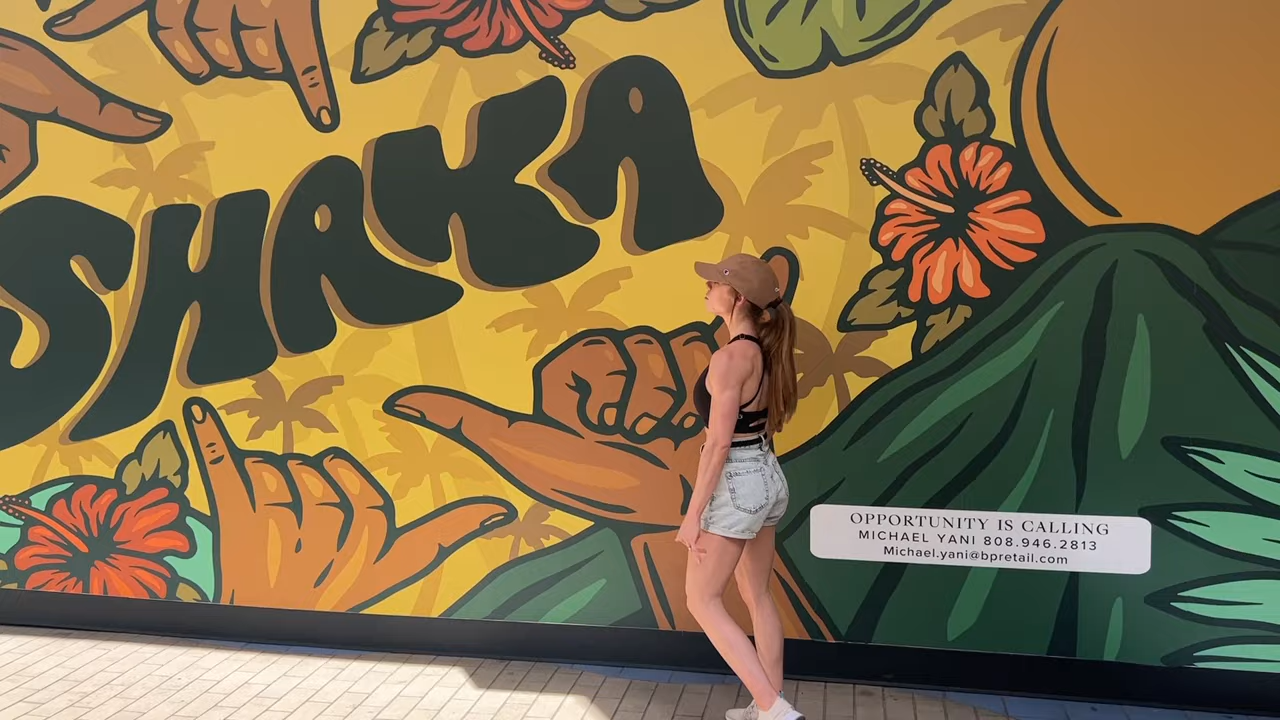 SHAKA
OPPORTUNITY IS CALLING
MICHAEL YANI 808.946.2813
Michael.yani@bpretail.com